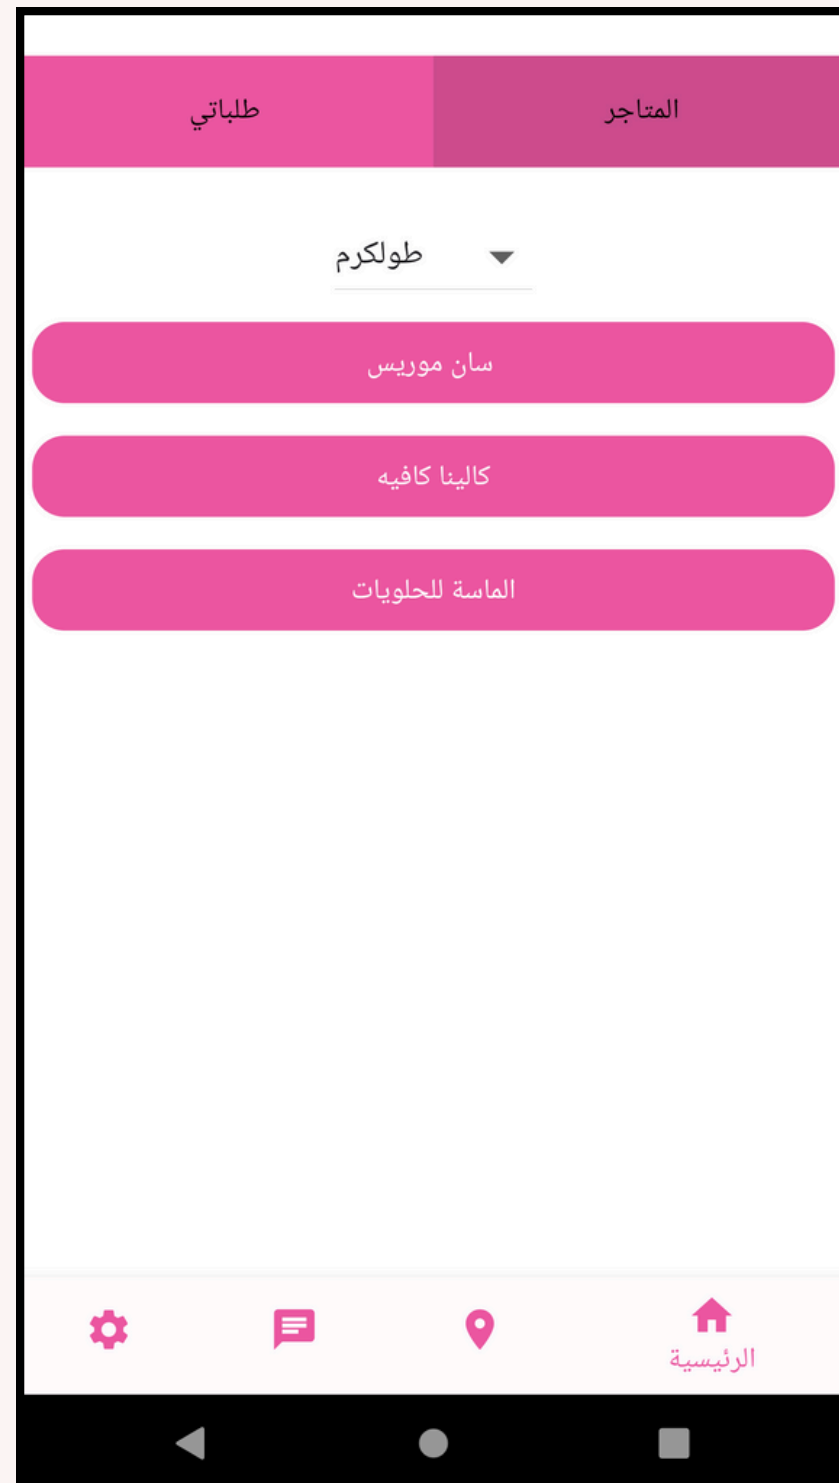 المتاجر
طلباتي
طولكرم
سان موريس
كالينا كافيه
الماسة للحلويات
الرئيسية